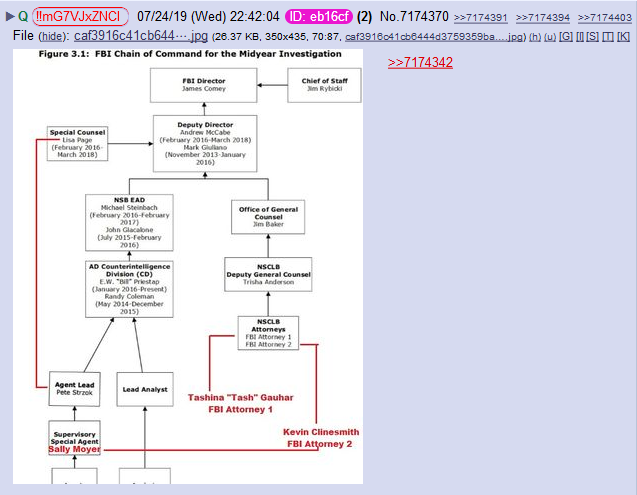 ▶ Q !!mG7VJxZNCI 07/24/19 (Wed) 22:42:04 ID: eb16cf (2) No.7174370 >>7174391 >>7174394 >>7174403
File (hide): caf3916c41cb644⋯.jpg (26.37 KB, 350x435, 70:87, caf3916c41cb6444d3759359ba….jpg) (h) (u) [G] [I] [S] [T] [K]
>>7174342
Figure 3.1: FBI Chain of Command for the Midyear Investigation
FBI Director
James Comey
Chief of Staff
Jim Rybicki
Special Counsel
Lisa Page
(February 2016-
March 2018)
Deputy Director
Andrew McCabe
(February 2016-March 2018)
Mark Giuliano
(November 2013-January
2016)
NSB EAD
Michael Steinbach
(February 2016-February
2017)
John Giacalone
(July 2015-February
2016)
Office of General
Counsel
Jim Baker
AD Counterintelligence
Division (CD)
E.W. "Bill" Priestap
(January 2016-Present)
Randy Coleman
(May 2014-December
2015)
NSCLB
Deputy General Counsel
Trisha Anderson
NSCLB
Attorneys
FBI Attorney 1
FBI Attorney 2
Agent Lead
Pete Strzok
Lead Analyst
Tashina "Tash" Gauhar
FBI Attorney 1
Kevin Clinesmith
FBI Attorney 2
Supervisory
Special Agent
Sally Moyer